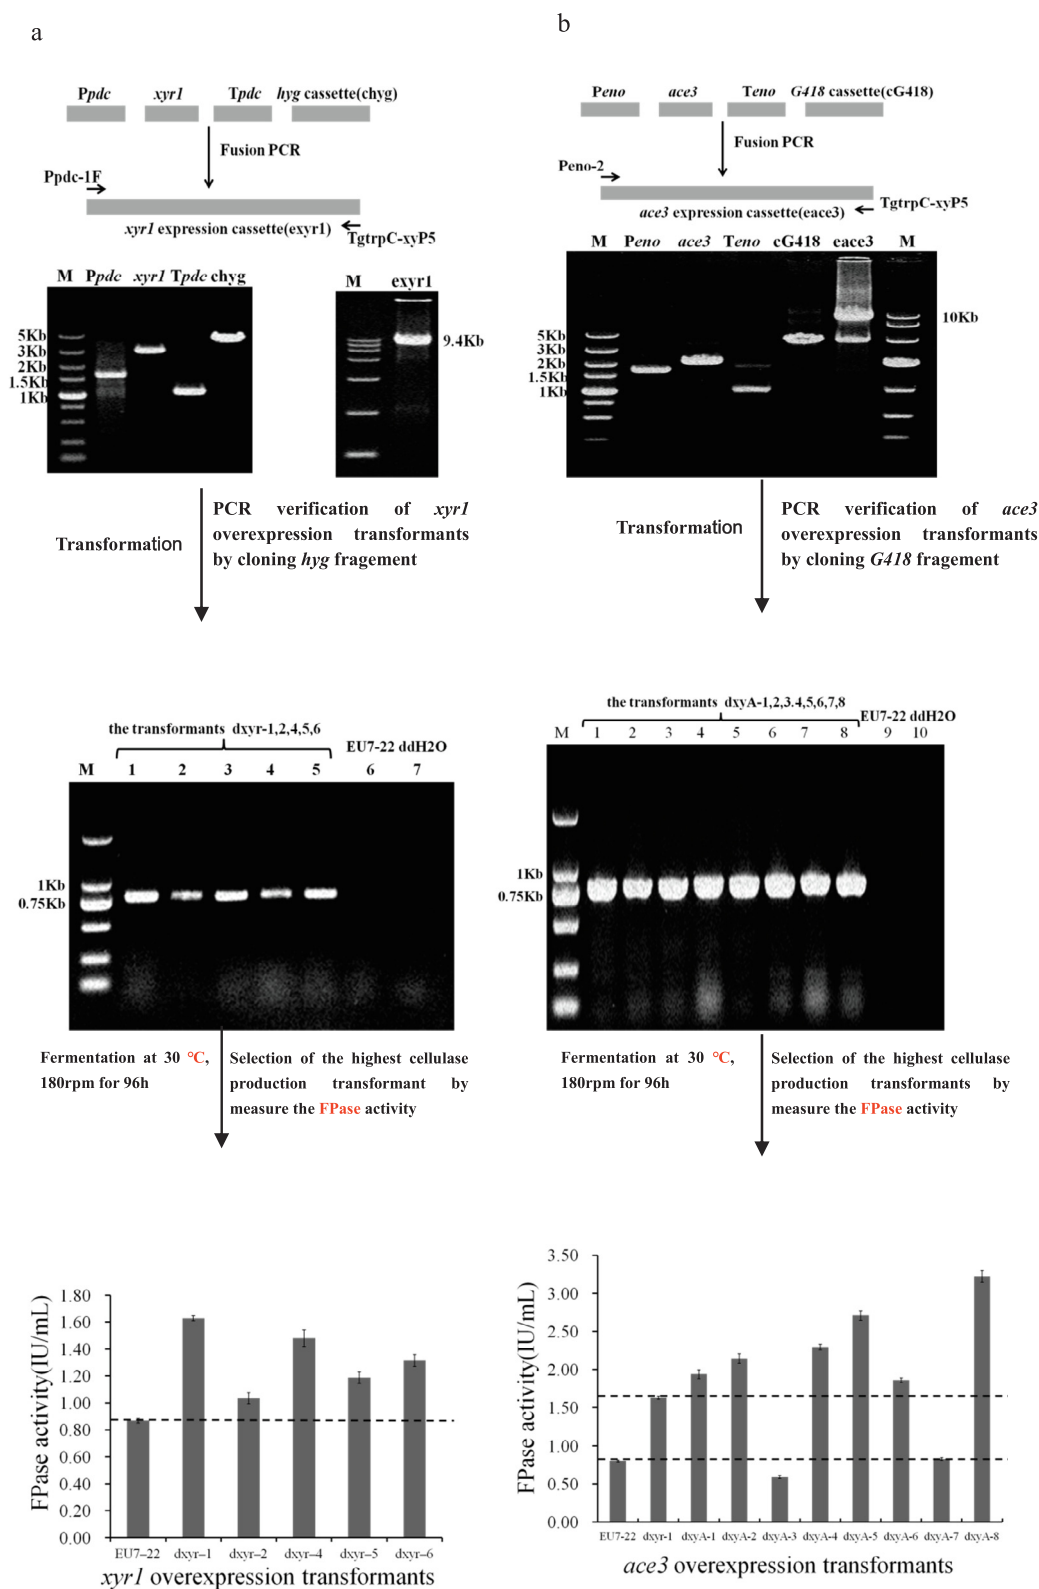 a
Ppdc xyr1 Tpdc hyg cassette(chyg)
Fusion PCR
Ppdc-1F
xyr1 expression cassette(exyr1)
TgtrpC-xyP5
M Ppdc xyr1 Tpdc chyg
M exyr1
5Kb
3Kb
2Kb
1.5Kb
1Kb
9.4Kb
Transformation
PCR verification of xyr1
overexpression transformants
by cloning hyg fragement
the transformants dxyr-1,2,4,5,6
EU7-22 ddH2O
M 1 2 3 4 5 6 7
1Kb
0.75Kb
Fermentation at 30 °C,
180rpm for 96h
Selection of the highest cellulase
production transformant by
measure the FPase activity
FPase activity(IU/mL)
1.80
1.60
1.40
1.20
1.00
0.80
0.60
0.40
0.20
0.00
EU7–22 dxyr–1 dxyr–2 dxyr–4 dxyr–5 dxyr–6
xyr1 overexpression transformants
b
Peno ace3 Teno G418 cassette(cG418)
Fusion PCR
Peno-2
TgtrpC-xyP5
ace3 expression cassette(eace3)
M Peno ace3 Teno cG418 eace3 M
5Kb
3Kb
2Kb
1.5Kb
1Kb
10Kb
Transformation
PCR verification of ace3
overexpression transformants
by cloning G418 fragement
the transformants dxyA-1,2,3.4,5,6,7,8
EU7-22 ddH2O
M 1 2 3 4 5 6 7 8 9 10
1Kb
0.75Kb
Fermentation at 30 °C,
180rpm for 96h
Selection of the highest cellulase
production transformants by
measure the FPase activity
FPase activity(IU/mL)
3.50
3.00
2.50
2.00
1.50
1.00
0.50
0.00
EU7-22 dxyr-1 dxyA-1 dxyA-2 dxyA-3 dxyA-4 dxyA-5 dxyA-6 dxyA-7 dxyA-8
ace3 overexpression transformants